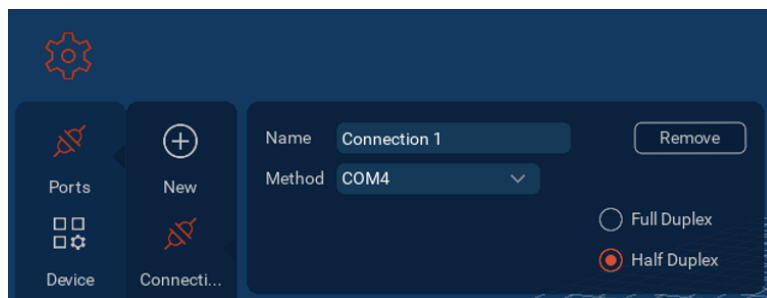 Name Connection 1 Remove
Ports New Method COM4
Full Duplex
Half Duplex
Device Connecti...